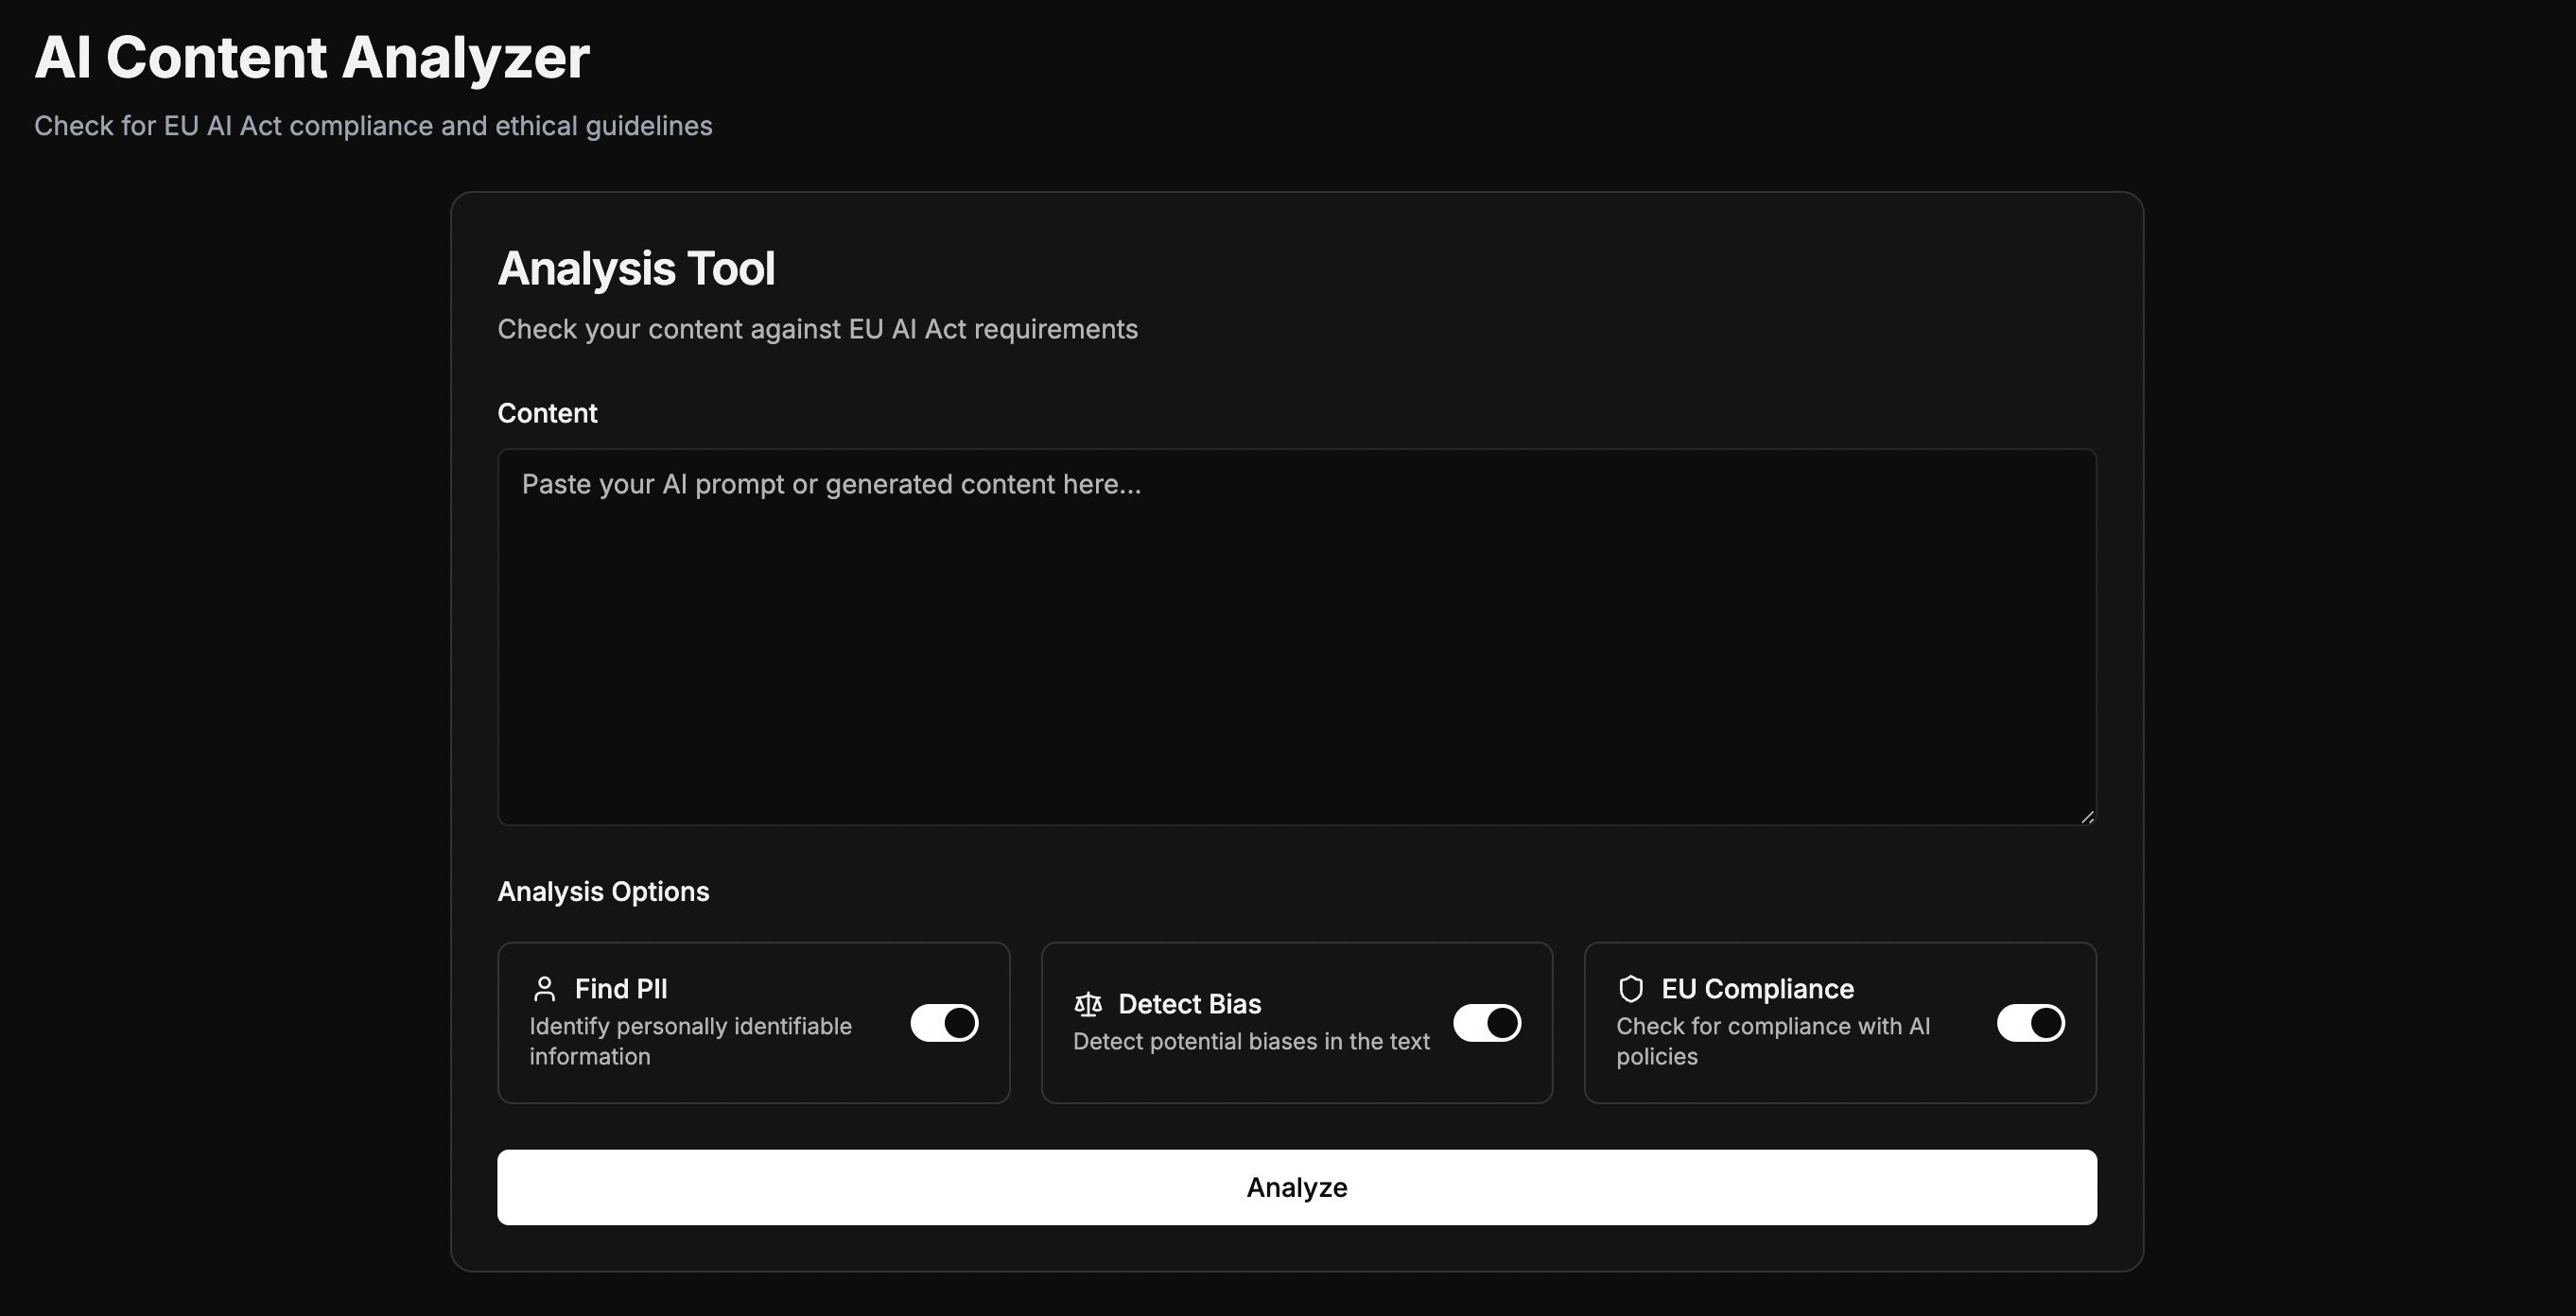 AI Content Analyzer
Check for EU AI Act compliance and ethical guidelines
Analysis Tool
Check your content against EU AI Act requirements
Content
Paste your AI prompt or generated content here...
Analysis Options
Find PII
Identify personally identifiable
information
Detect Bias
Detect potential biases in the text
EU Compliance
Check for compliance with AI
policies
Analyze